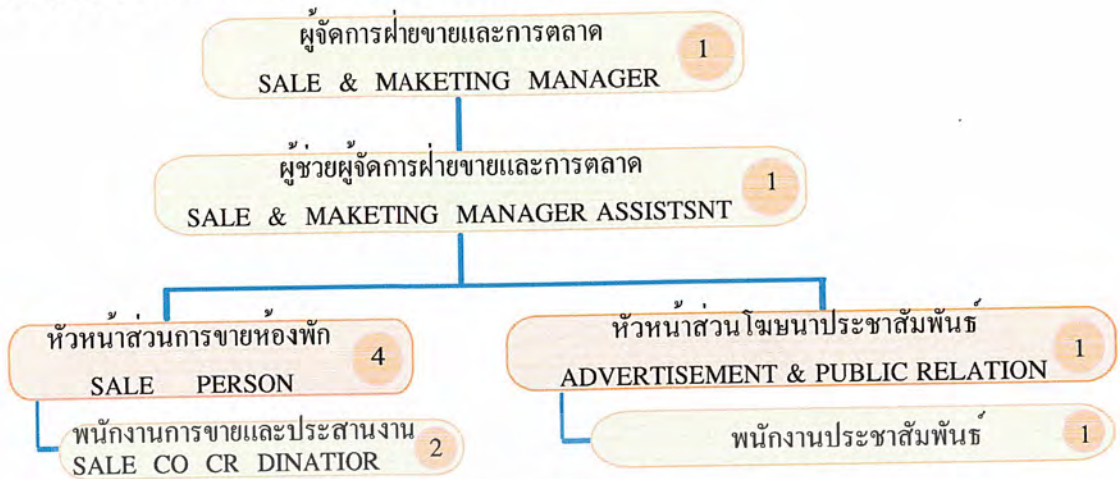 ผู้จัดการฝ่ายขายและการตลาด
SALE & MAKETING MANAGER
1
ผู้ช่วยผู้จัดการฝ่ายขายและการตลาด
SALE & MAKETING MANAGER ASSISTSNT
1
หัวหน้าส่วนการขายห้องพัก
SALE PERSON
4
พนักงานการขายและประสานงาน
SALE CO CR DINATIOR
2
หัวหน้าส่วนโฆษนาประชาสัมพันธ์
ADVERTISEMENT & PUBLIC RELATION
1
พนักงานประชาสัมพันธ์
1